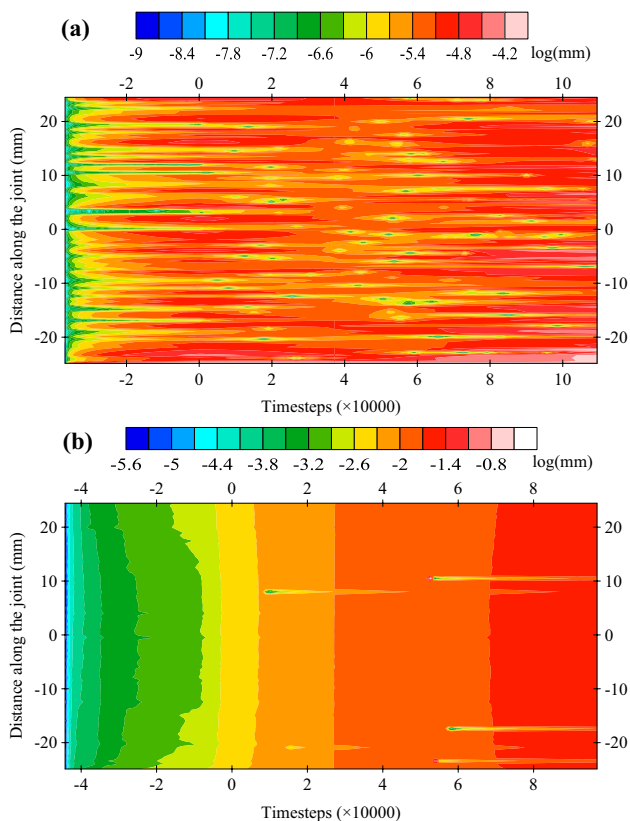 (a)
-9 -8.4 -7.8 -7.2 -6.6 -6 -5.4 -4.8 -4.2 log(mm)
-2 0 2 4 6 8 10
20 20
10 10
0 0
-10 -10
-20 -20
Distance along the joint (mm)
-2 0 2 4 6 8 10
Timesteps (×10000)
(b)
-5.6 -5 -4.4 -3.8 -3.2 -2.6 -2 -1.4 -0.8 log(mm)
-4 -2 0 2 4 6 8
20 20
10 10
0 0
-10 -10
-20 -20
Distance along the joint (mm)
-4 -2 0 2 4 6 8
Timesteps (×10000)